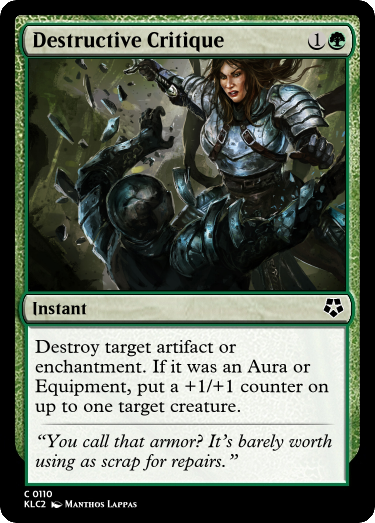 Destructive Critique 1
Instant
Destroy target artifact or
enchantment. If it was an Aura or
Equipment, put a +1/+1 counter on
up to one target creature.
“You call that armor? It’s barely worth
using as scrap for repairs.”
C 0110
KLC2 Manthos Lappas